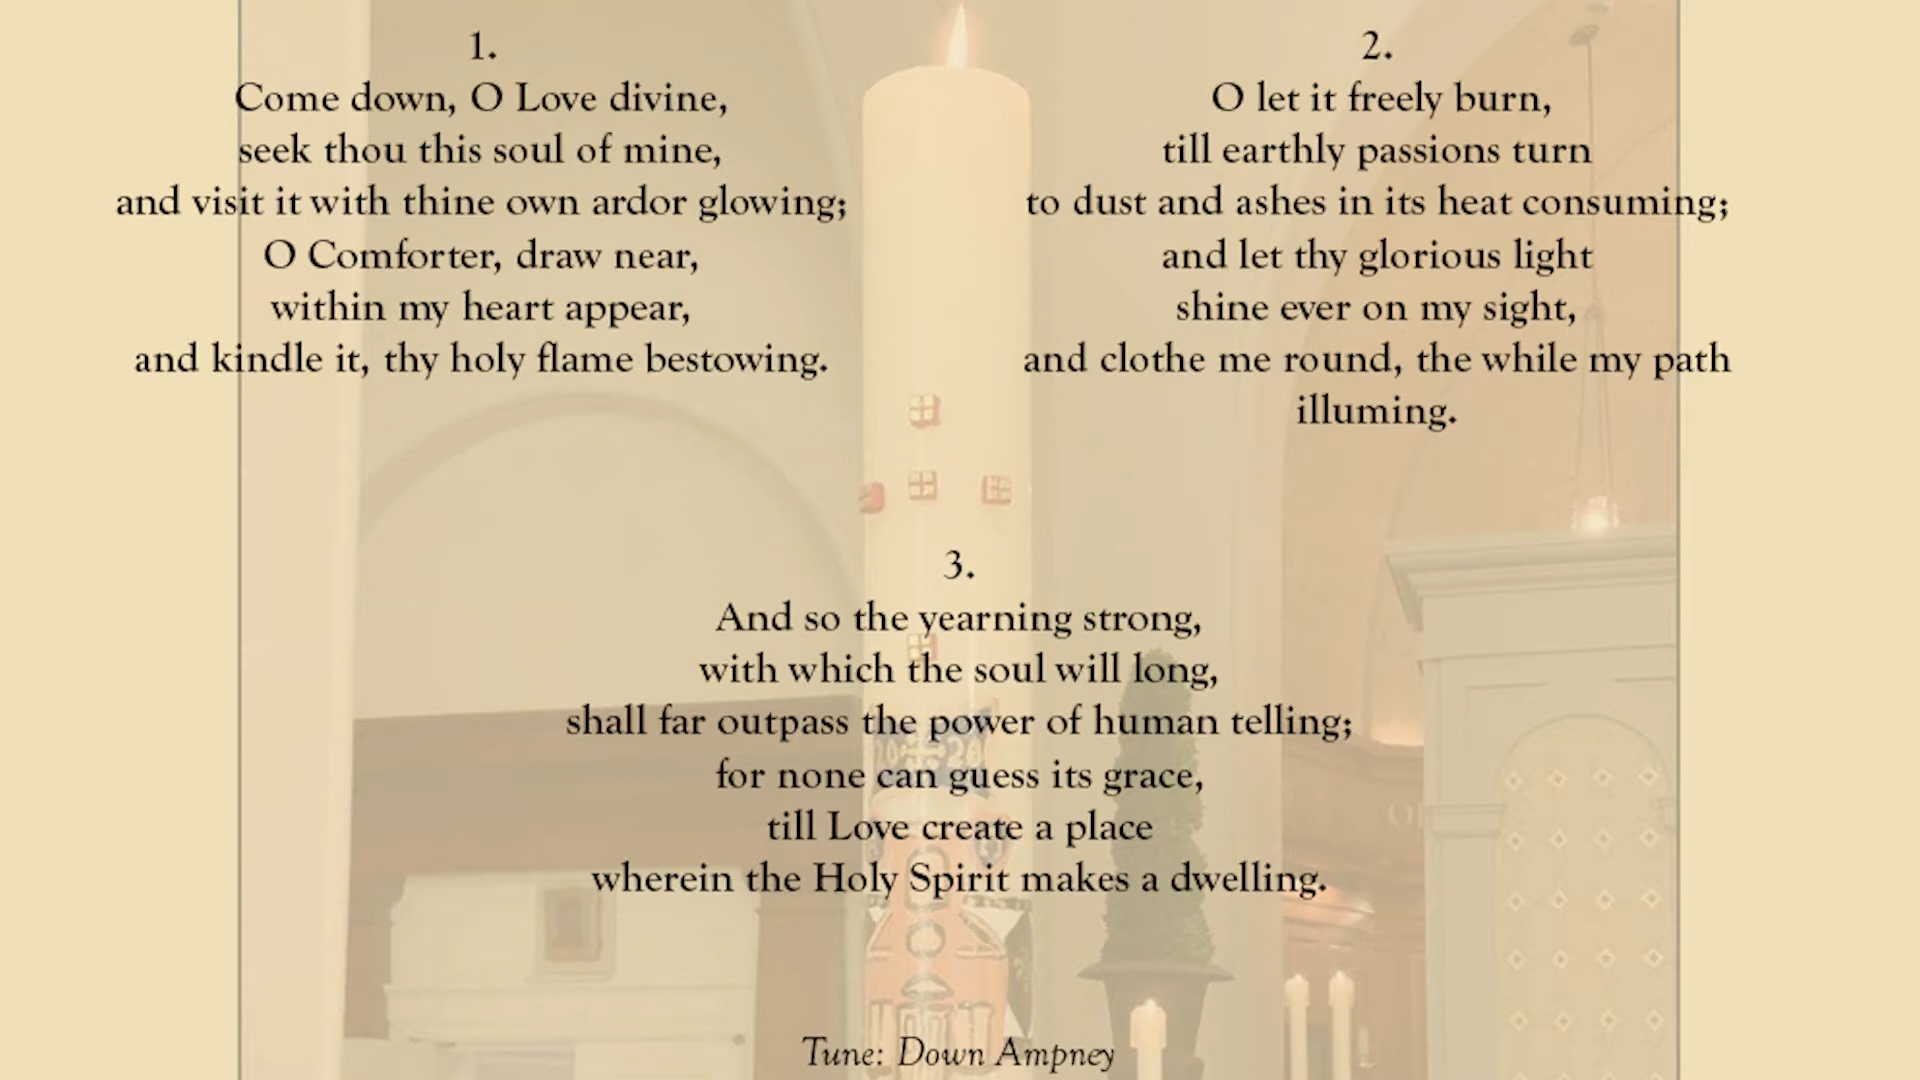 1.
Come down, O Love divine,
seek thou this soul of mine,
and visit it with thine own ardor glowing;
O Comforter, draw near,
within my heart appear,
and kindle it, thy holy flame bestowing.
2.
O let it freely burn,
till earthly passions turn
to dust and ashes in its heat consuming;
and let thy glorious light
shine ever on my sight,
and clothe me round, the while my path
illuming.
3.
And so the yearning strong,
with which the soul will long,
shall far outpass the power of human telling;
for none can guess its grace,
till Love create a place
wherein the Holy Spirit makes a dwelling.
Tune: Down Ampney